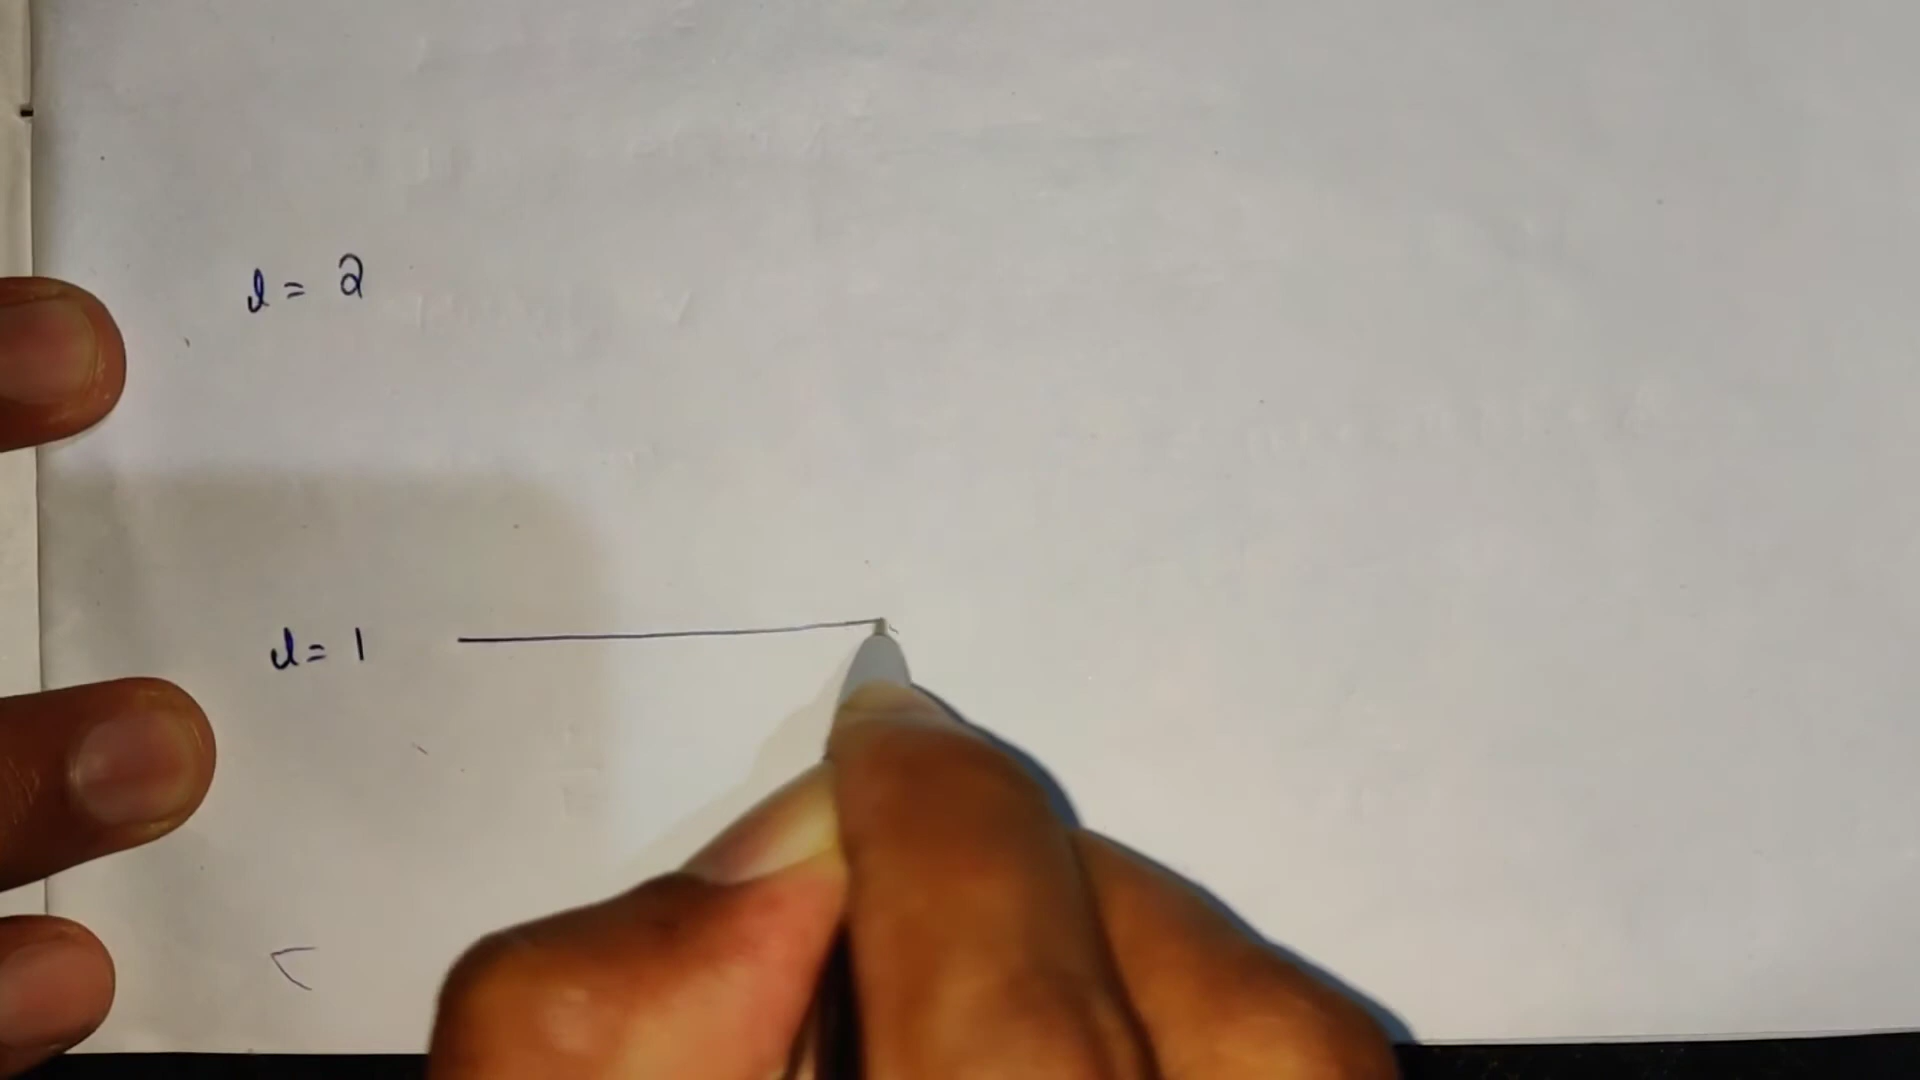 l = 2
l = 1